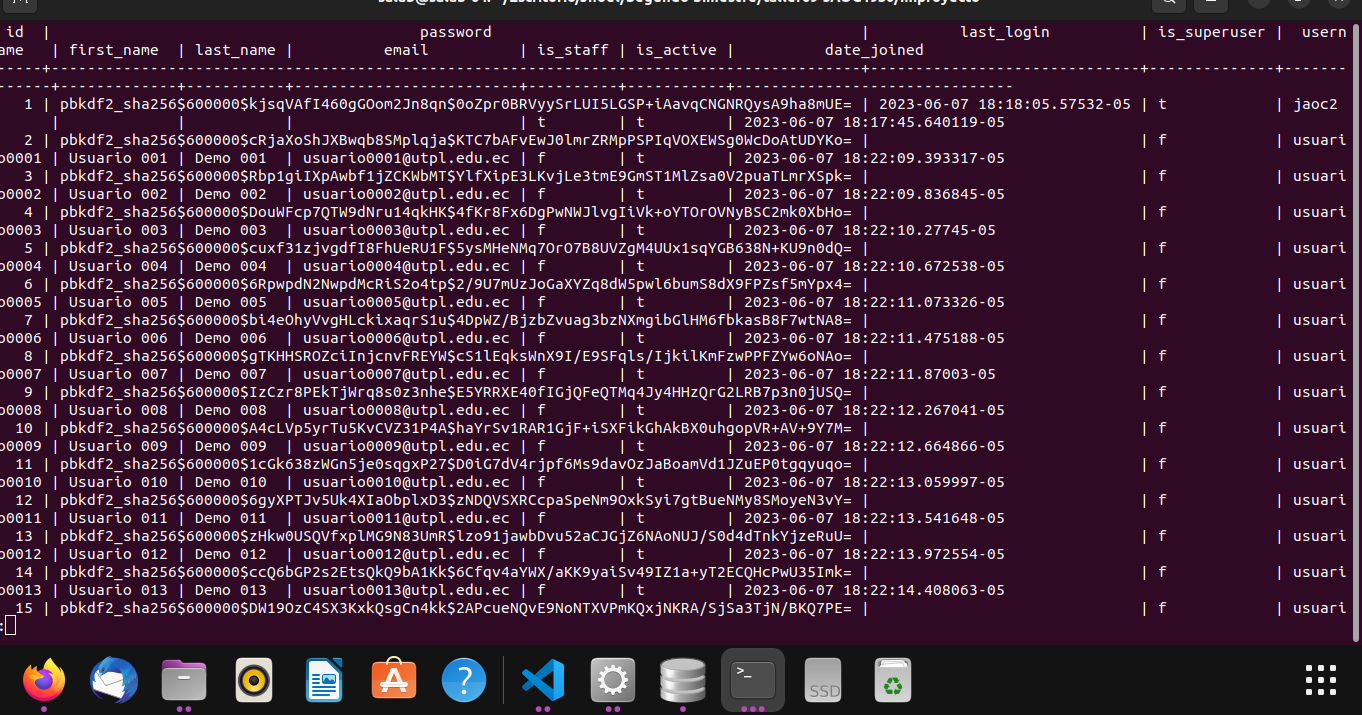 id | password | last_login | is_superuser | usern
ame | first_name | last_name | email | is_staff | is_active | date_joined
-----+------------------------------------------------------------------------------------------+------------------------------+--------------+-------
------+-------------+-----------+--------------------------+----------+-----------+-------------------------------
1 | pbkdf2_sha256$600000$kjsqVAfI460gGOom2Jn8qn$0oZpr0BRVyySrLUI5LGSP+iAavqCNGNRQysA9ha8mUE= | 2023-06-07 18:18:05.57532-05 | t | jaoc2
| | | | t | t | 2023-06-07 18:17:45.640119-05
2 | pbkdf2_sha256$600000$cRjaXoShJXBwqb8SMplqja$KTC7bAFvEwJ0lmrZRMpPSPIqVOXEWSg0WcDoAtUDYKo= | | f | usuari
o0001 | Usuario 001 | Demo 001 | usuario0001@utpl.edu.ec | f | t | 2023-06-07 18:22:09.393317-05
3 | pbkdf2_sha256$600000$Rbp1giIXpAwbf1jZCKWbMT$YlfXipE3LKvjLe3tmE9GmST1MlZsa0V2puaTLmrXSpk= | | f | usuari
o0002 | Usuario 002 | Demo 002 | usuario0002@utpl.edu.ec | f | t | 2023-06-07 18:22:09.836845-05
4 | pbkdf2_sha256$600000$DouWFcp7QTW9dNru14qkHK$4fKr8Fx6DgPwNWJlvgIiVk+oYTOrOVNyBSC2mk0XbHo= | | f | usuari
o0003 | Usuario 003 | Demo 003 | usuario0003@utpl.edu.ec | f | t | 2023-06-07 18:22:10.27745-05
5 | pbkdf2_sha256$600000$cuxf31zjvgdfI8FhUeRU1F$5ysMHeNMq7OrO7B8UVZgM4UUx1sqYGB638N+KU9n0dQ= | | f | usuari
o0004 | Usuario 004 | Demo 004 | usuario0004@utpl.edu.ec | f | t | 2023-06-07 18:22:10.672538-05
6 | pbkdf2_sha256$600000$6RpwpdN2NwpdMcRiS2o4tp$2/9U7mUzJoGaXYZq8dW5pwl6bumS8dX9FPZsf5mYpx4= | | f | usuari
o0005 | Usuario 005 | Demo 005 | usuario0005@utpl.edu.ec | f | t | 2023-06-07 18:22:11.073326-05
7 | pbkdf2_sha256$600000$bi4eOhyVvgHLckixaqrS1u$4DpWZ/BjzbZvuag3bzNXmgibGlHM6fbkasB8F7wtNA8= | | f | usuari
o0006 | Usuario 006 | Demo 006 | usuario0006@utpl.edu.ec | f | t | 2023-06-07 18:22:11.475188-05
8 | pbkdf2_sha256$600000$gTKHHSROZciInjcnvFREYW$cS1lEqksWnX9I/E9SFqls/IjkilKmFzwPPFZYw6oNAo= | | f | usuari
o0007 | Usuario 007 | Demo 007 | usuario0007@utpl.edu.ec | f | t | 2023-06-07 18:22:11.87003-05
9 | pbkdf2_sha256$600000$IzCzr8PEkTjWrq8s0z3nhe$E5YRRXE40fIGjQFeQTMq4Jy4HHzQrG2LRB7p3n0jUSQ= | | f | usuari
o0008 | Usuario 008 | Demo 008 | usuario0008@utpl.edu.ec | f | t | 2023-06-07 18:22:12.267041-05
10 | pbkdf2_sha256$600000$A4cLVp5yrTu5KvCVZ31P4A$haYrSv1RAR1GjF+iSXFikGhAkBX0uhgopVR+AV+9Y7M= | | f | usuari
o0009 | Usuario 009 | Demo 009 | usuario0009@utpl.edu.ec | f | t | 2023-06-07 18:22:12.664866-05
11 | pbkdf2_sha256$600000$1cGk638zWGn5je0sqgxP27$D0iG7dV4rjpf6Ms9davOzJaBoamVd1JZuEP0tgqyuqo= | | f | usuari
o0010 | Usuario 010 | Demo 010 | usuario0010@utpl.edu.ec | f | t | 2023-06-07 18:22:13.059997-05
12 | pbkdf2_sha256$600000$6gyXPTJv5Uk4XIaObplxD3$zNDQVSXRCcpaSpeNm9OxkSyi7gtBueNMy8SMoyeN3vY= | | f | usuari
o0011 | Usuario 011 | Demo 011 | usuario0011@utpl.edu.ec | f | t | 2023-06-07 18:22:13.541648-05
13 | pbkdf2_sha256$600000$zHkw0USQVfxplMG9N83UmR$lzo91jawbDvu52aCJGjZ6NAoNUJ/S0d4dTnkYjzeRuU= | | f | usuari
o0012 | Usuario 012 | Demo 012 | usuario0012@utpl.edu.ec | f | t | 2023-06-07 18:22:13.972554-05
14 | pbkdf2_sha256$600000$ccQ6bGP2s2EtsQkQ9bA1Kk$6Cfqv4aYWX/aKK9yaiSv49IZ1a+yT2ECQHcPwU35Imk= | | f | usuari
o0013 | Usuario 013 | Demo 013 | usuario0013@utpl.edu.ec | f | t | 2023-06-07 18:22:14.408063-05
15 | pbkdf2_sha256$600000$DW19OzC4SX3KxkQsgCn4kk$2APcueNQvE9NoNTXVPmKQxjNKRA/SjSa3TjN/BKQ7PE= | | f | usuari
:
>_
SSD